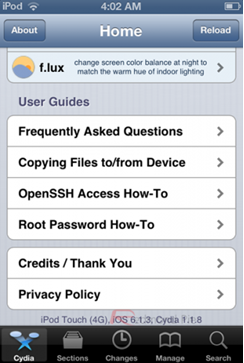 iPod 4:02 AM
About Home Reload
f.lux change screen color balance at night to
match the warm hue of indoor lighting
User Guides
Frequently Asked Questions
Copying Files to/from Device
OpenSSH Access How-To
Root Password How-To
Credits / Thank You
Privacy Policy
iPod Touch (4G), iOS 6.1.3, Cydia 1.1.8
Cydia Sections Changes Manage Search